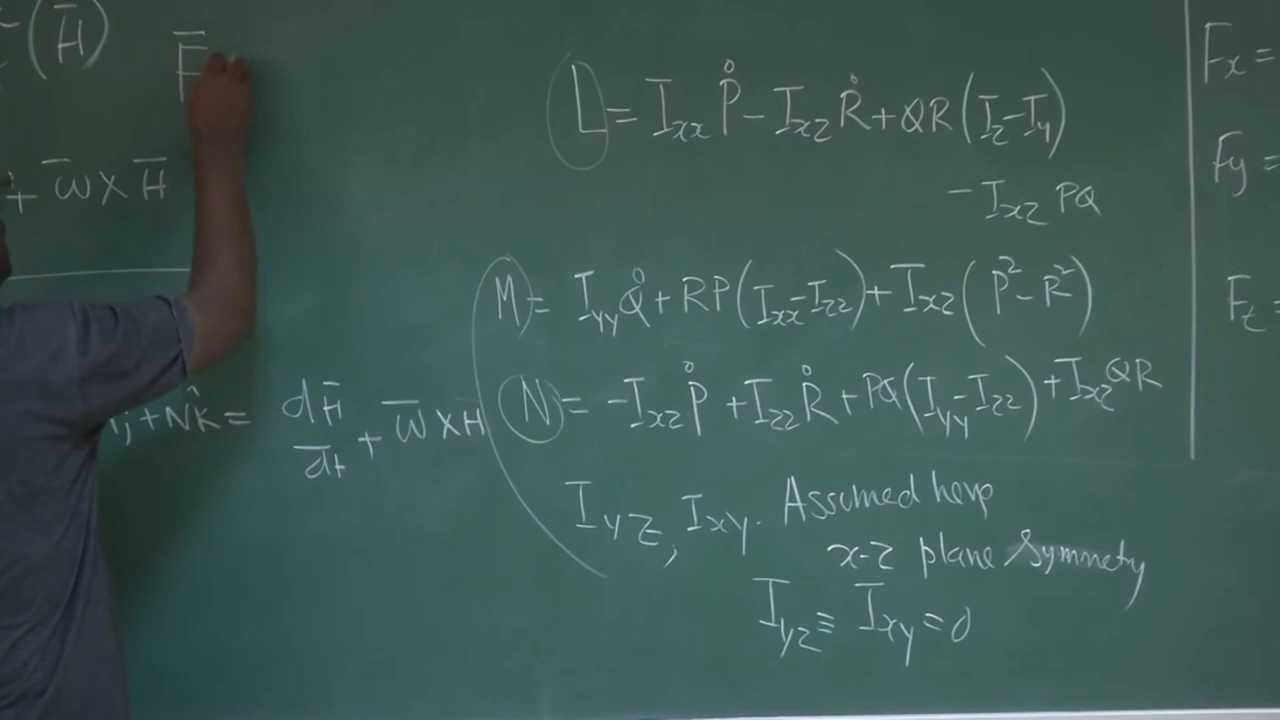 (H̄)
F̄
+ ω̄ × H̄
j + Nk̂ = dH̄/dt + ω̄ × H
L = Ixx Ṗ - Ixz Ṙ + QR (Iz - Iy)
- Ixz PQ
M = Iyy Q̇ + RP (Ixx - Izz) + Ixz (P² - R²)
N = -Ixz Ṗ + Izz Ṙ + PQ (Iyy - Izz) + Ixz QR
Iyz, Ixy. Assumed here
x-z plane Symmetry
Iyz ≡ Ixy = 0
Fx =
Fy =
Fz =